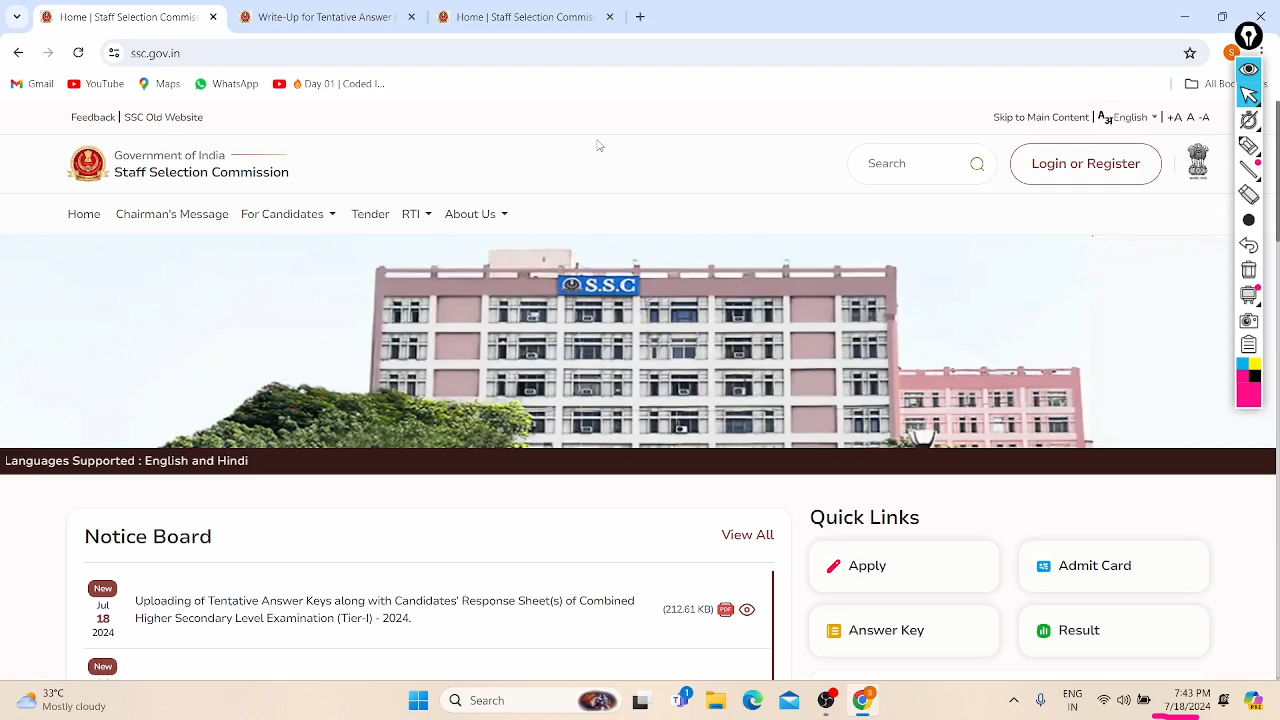 Home | Staff Selection Commis:
Write-Up for Tentative Answer
Home | Staff Selection Commis:
ssc.gov.in
S
Gmail
YouTube
Maps
WhatsApp
Day 01 | Coded I...
All Bo
Feedback | SSC Old Website
Skip to Main Content
English
+A A -A
Government of India
Staff Selection Commission
Search
Login or Register
Home
Chairman's Message
For Candidates
Tender
RTI
About Us
S.S.C
Languages Supported : English and Hindi
Notice Board
View All
Quick Links
Apply
Admit Card
New
Jul
18
2024
Uploading of Tentative Answer Keys along with Candidates' Response Sheet(s) of Combined
Higher Secondary Level Examination (Tier-I) - 2024.
(212.61 KB)
PDF
Answer Key
Result
New
33°C
Mostly cloudy
Search
1
S
ENG
IN
7:43 PM
7/18/2024
PRE